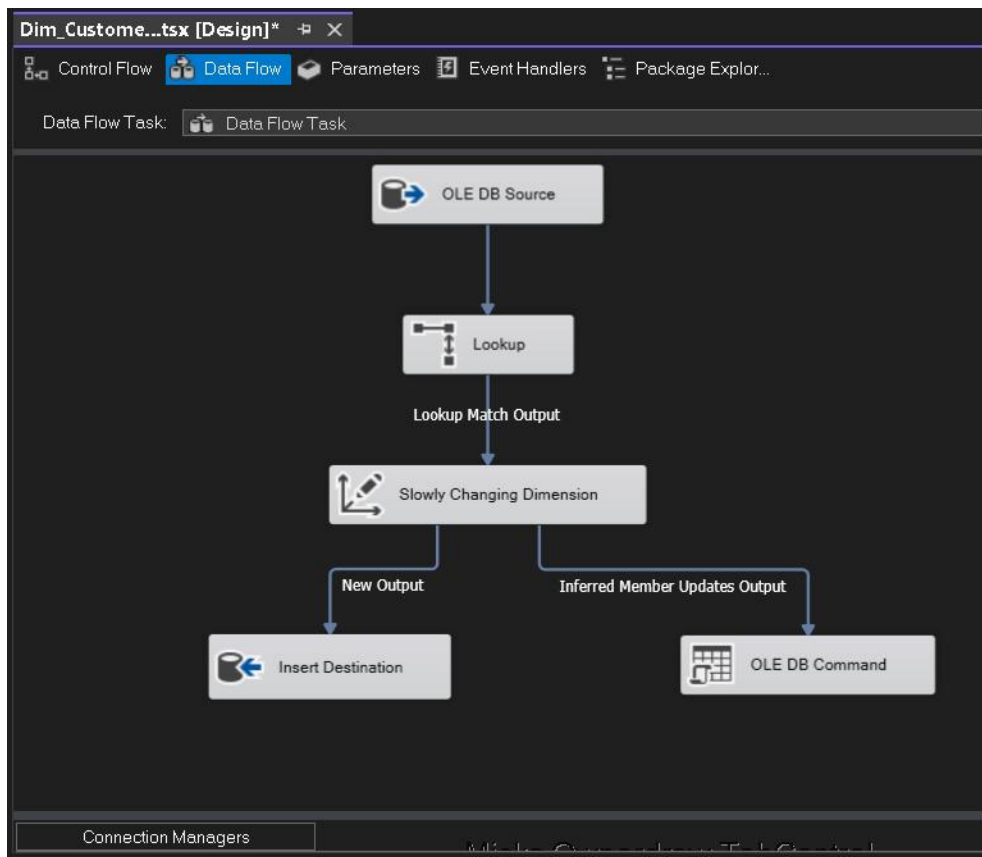 Dim_Custome...tsx [Design]*
Control Flow Data Flow Parameters Event Handlers Package Explor...
Data Flow Task: Data Flow Task
OLE DB Source
Lookup
Lookup Match Output
Slowly Changing Dimension
New Output Inferred Member Updates Output
Insert Destination OLE DB Command
Connection Managers